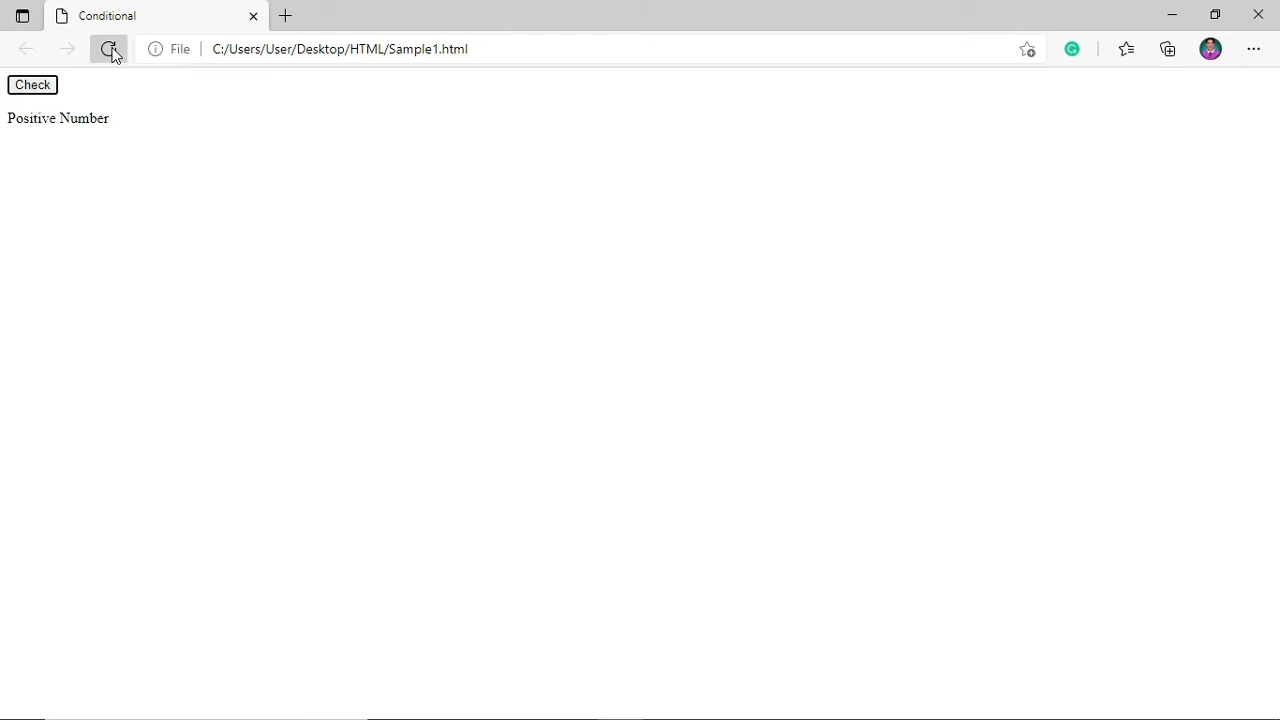 Conditional
File
C:/Users/User/Desktop/HTML/Sample1.html
Check
Positive Number